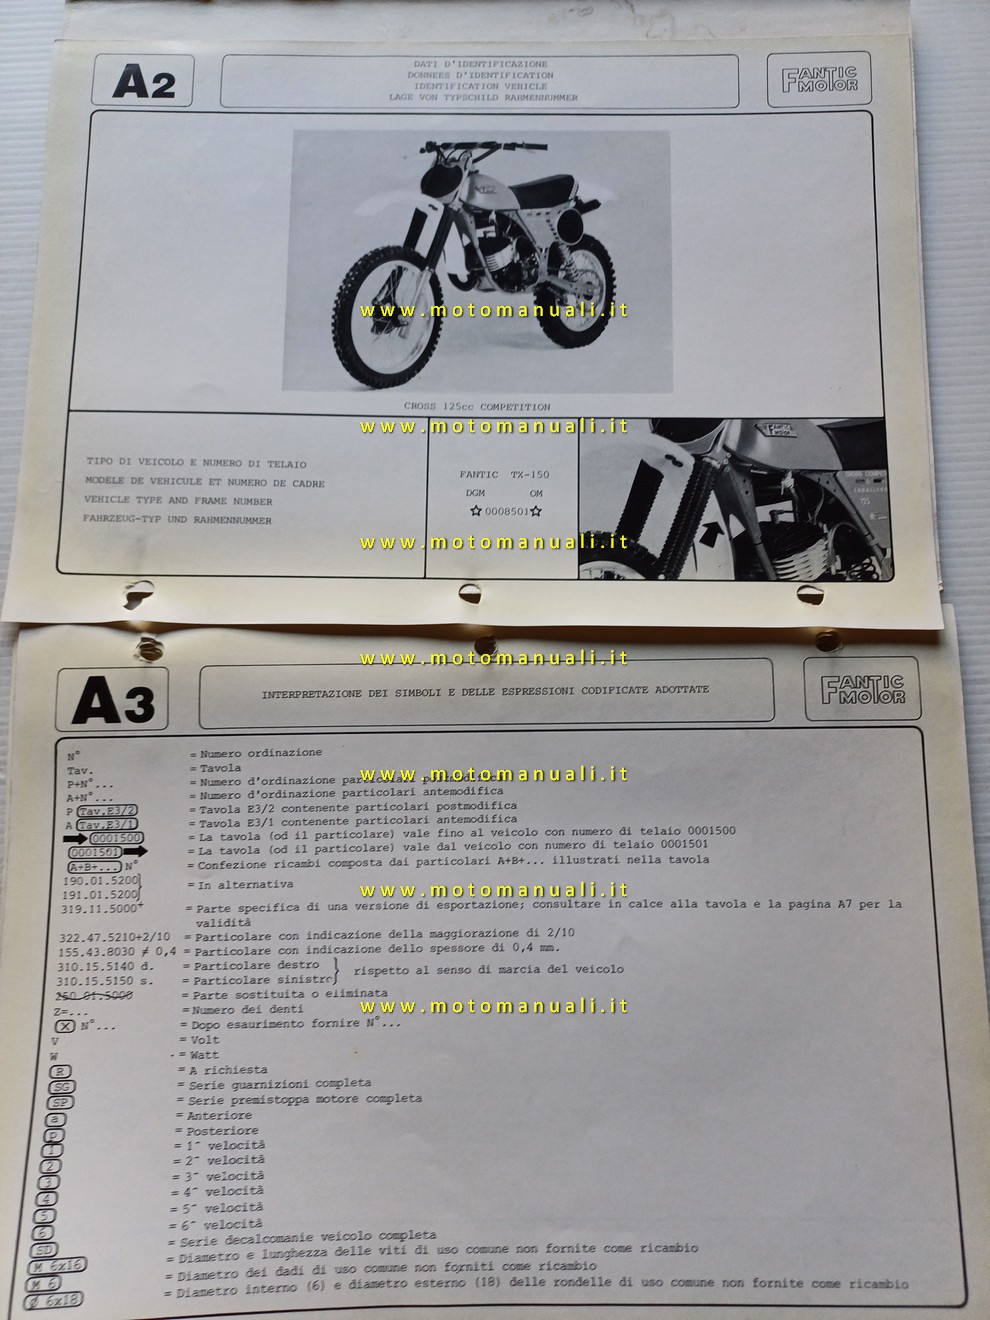 A2
DATI D'IDENTIFICAZIONE
DONNEES D'IDENTIFICATION
IDENTIFICATION VEHICLE
LAGE VON TYPSCHILD RAHMENNUMMER
FANTIC
MOTOR
www.motomanuali.it
CROSS 125cc COMPETITION
www.motomanuali.it
TIPO DI VEICOLO E NUMERO DI TELAIO
MODELE DE VEHICULE ET NUMERO DE CADRE
VEHICLE TYPE AND FRAME NUMBER
FAHRZEUG-TYP UND RAHMENNUMMER
FANTIC TX-150
DGM OM
☆0008501☆
FANTIC
MOTOR
125
www.motomanuali.it
www.motomanuali.it
A3
INTERPRETAZIONE DEI SIMBOLI E DELLE ESPRESSIONI CODIFICATE ADOTTATE
FANTIC
MOTOR
N° = Numero ordinazione
Tav. = Tavola
P+N°... = Numero d'ordinazione particolari postmodifica
www.motomanuali.it
A+N°... = Numero d'ordinazione particolari antemodifica
P Tav.E3/2 = Tavola E3/2 contenente particolari postmodifica
A Tav.E3/1 = Tavola E3/1 contenente particolari antemodifica
➡0001500 = La tavola (od il particolare) vale fino al veicolo con numero di telaio 0001500
0001501➡ = La tavola (od il particolare) vale dal veicolo con numero di telaio 0001501
A+B+... N° = Confezione ricambi composta dai particolari A+B+... illustrati nella tavola
190.01.5200
191.01.5200} = In alternativa
www.motomanuali.it
319.11.5000+ = Parte specifica di una versione di esportazione; consultare in calce alla tavola e la pagina A7 per la
validità
322.47.5210+2/10 = Particolare con indicazione della maggiorazione di 2/10
155.43.8030 ≠ 0,4 = Particolare con indicazione dello spessore di 0,4 mm.
310.15.5140 d. = Particolare destro
310.15.5150 s. = Particolare sinistro} rispetto al senso di marcia del veicolo
250.01.5008 = Parte sostituita o eliminata
www.motomanuali.it
Z=... = Numero dei denti
X N°... = Dopo esaurimento fornire N°...
V = Volt
W = Watt
R = A richiesta
SG = Serie guarnizioni completa
SP = Serie premistoppa motore completa
a = Anteriore
p = Posteriore
1 = 1^ velocità
2 = 2^ velocità
3 = 3^ velocità
4 = 4^ velocità
5 = 5^ velocità
6 = 6^ velocità
SD = Serie decalcomanie veicolo completa
M 6x16 = Diametro e lunghezza delle viti di uso comune non fornite come ricambio
M 6 = Diametro dei dadi di uso comune non forniti come ricambio
Ø 6x18 = Diametro interno (6) e diametro esterno (18) delle rondelle di uso comune non fornite come ricambio